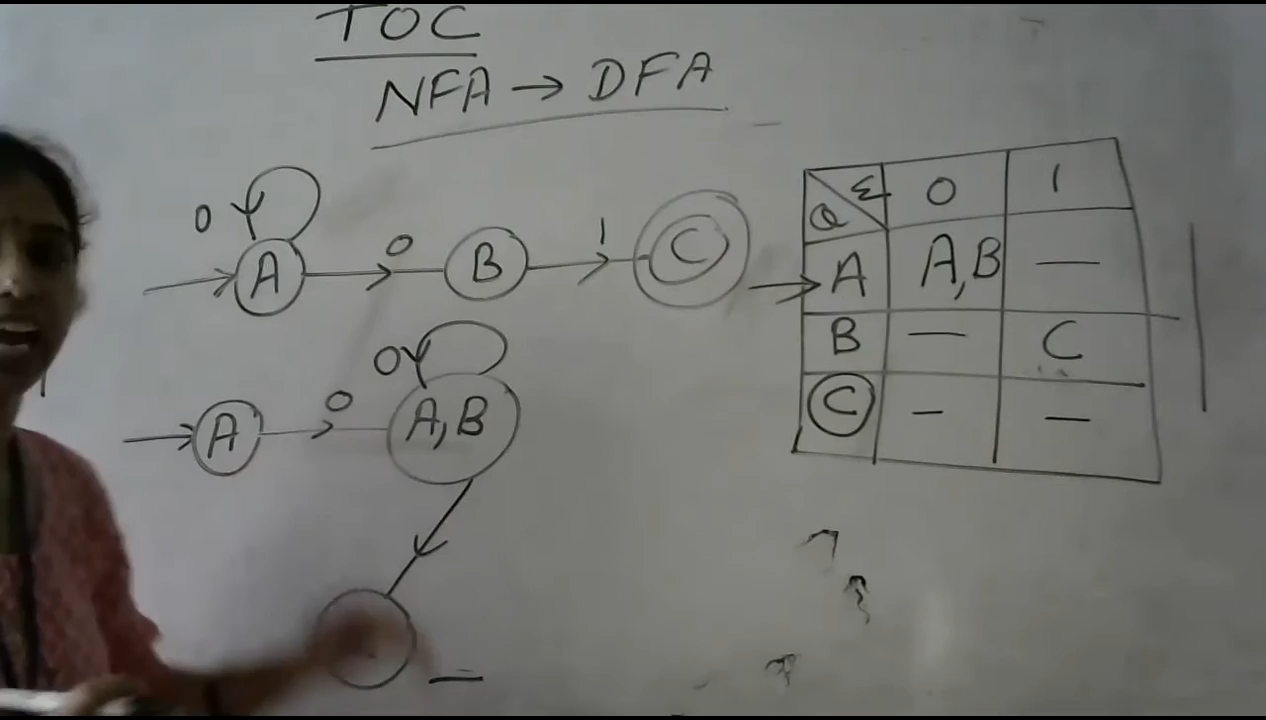 TOC
NFA → DFA
0
A
0
B
1
C
Q Σ 0 1
→ A A,B —
B — C
C — —
0
A
0
A,B